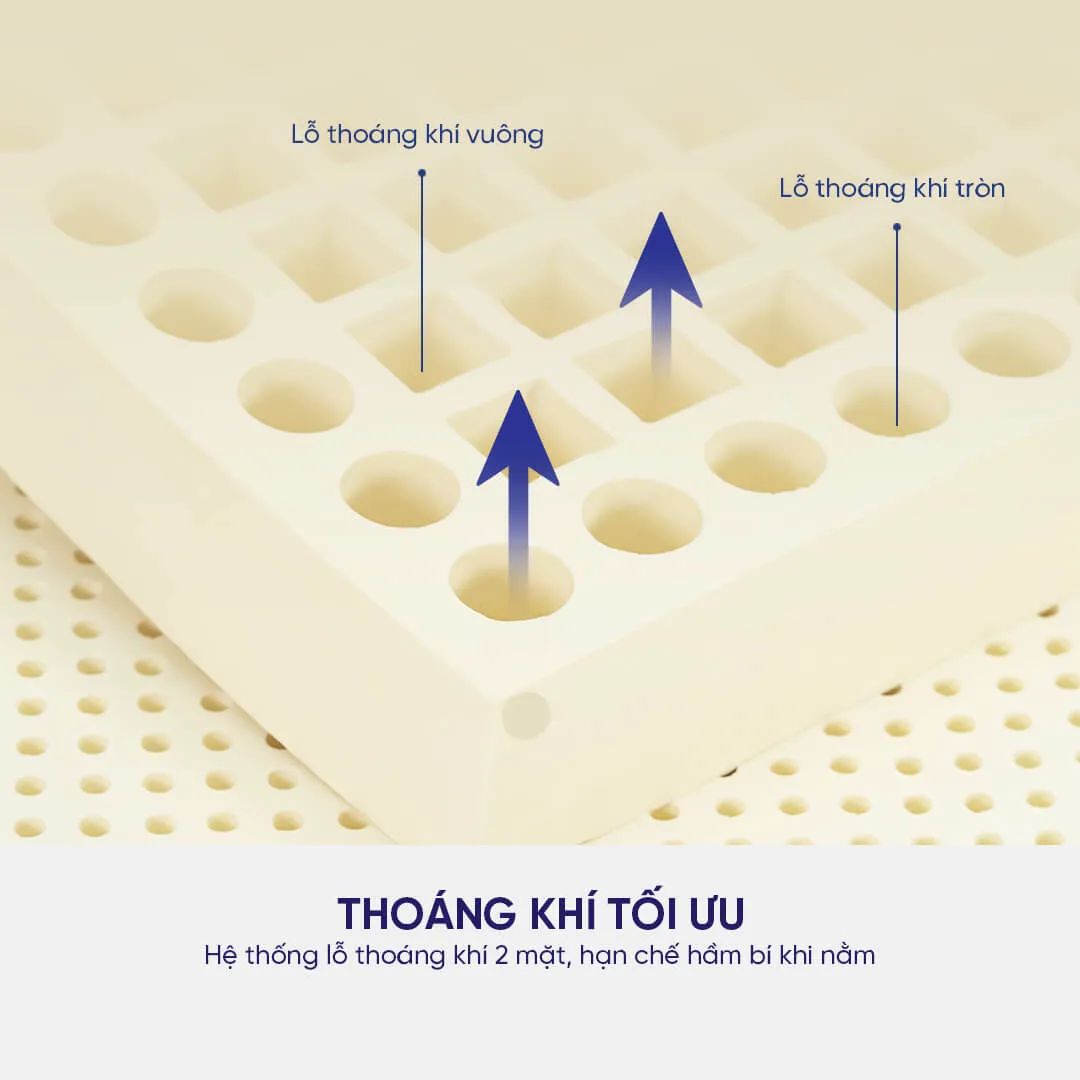 Lỗ thoáng khí vuông
Lỗ thoáng khí tròn
THOÁNG KHÍ TỐI ƯU
Hệ thống lỗ thoáng khí 2 mặt, hạn chế hầm bí khi nằm